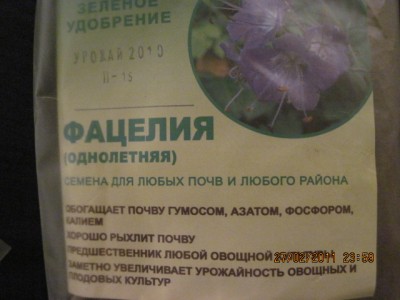 ЗЕЛЕНОЕ
УДОБРЕНИЕ
УРОЖАЙ 2010
ФАЦЕЛИЯ
(ОДНОЛЕТНЯЯ)
СЕМЕНА ДЛЯ ЛЮБЫХ ПОЧВ И ЛЮБОГО РАЙОНА
ОБОГАЩАЕТ ПОЧВУ ГУМОСОМ, АЗАТОМ, ФОСФОРОМ,
КАЛИЕМ
ХОРОШО РЫХЛИТ ПОЧВУ
ПРЕДШЕСТВЕННИК ЛЮБОЙ ОВОЩНОЙ КУЛЬТУРЫ
27/02/2011 23:59
ЗАМЕТНО УВЕЛИЧИВАЕТ УРОЖАЙНОСТЬ ОВОЩНЫХ И
ПЛОДОВЫХ КУЛЬТУР